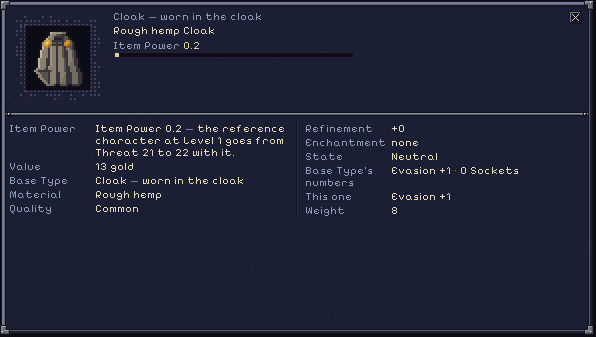 Cloak — worn in the cloak
Rough hemp Cloak
Item Power 0.2
Item Power Item Power 0.2 — the reference
character at Level 1 goes from
Threat 21 to 22 with it.
Value 13 gold
Base Type Cloak — worn in the cloak
Material Rough hemp
Quality Common
Refinement +0
Enchantment none
State Neutral
Base Type's Evasion +1 · 0 Sockets
numbers
This one Evasion +1
Weight 8